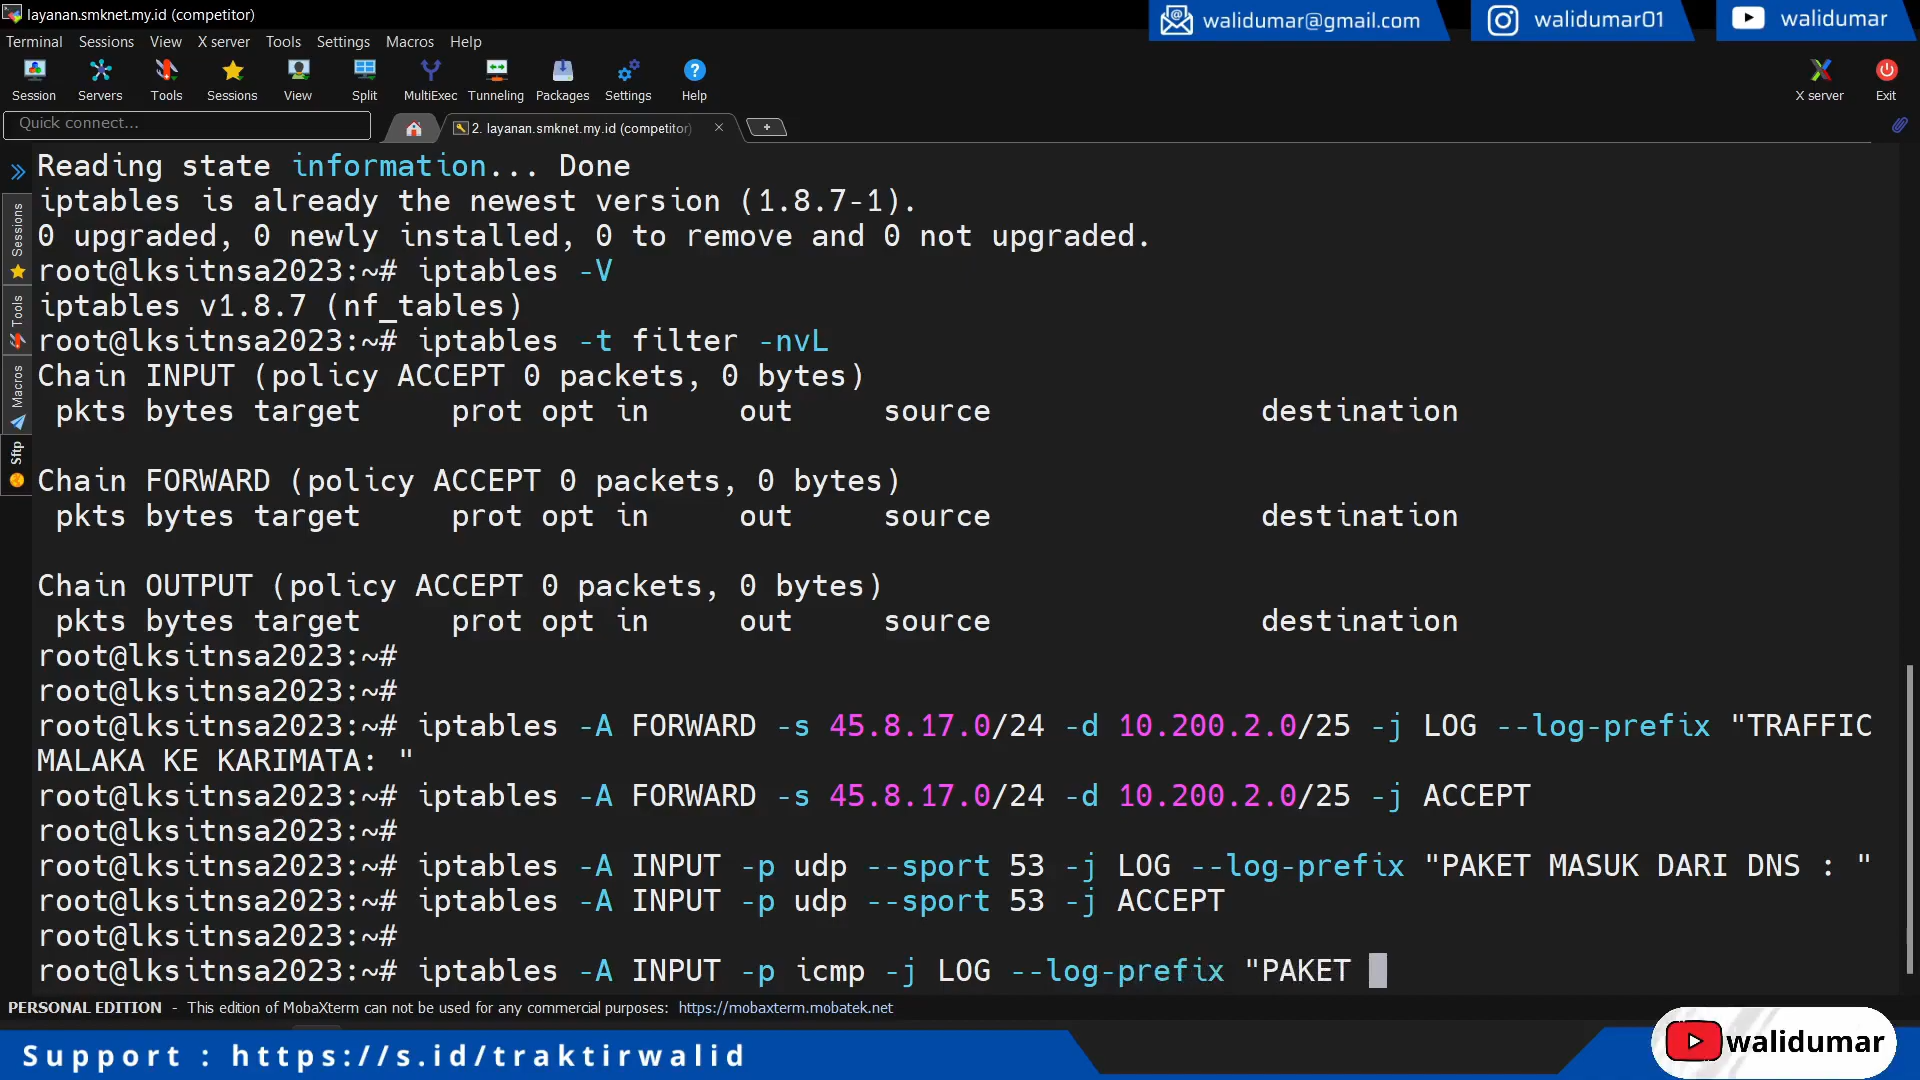 layanan.smknet.my.id (competitor)
walidumar@gmail.com
walidumar01
walidumar
Terminal Sessions View X server Tools Settings Macros Help
Session Servers Tools Sessions View Split MultiExec Tunneling Packages Settings Help X server Exit
Quick connect...
2. layanan.smknet.my.id (competitor)
Sessions
Tools
Macros
Sftp
Reading state information... Done
iptables is already the newest version (1.8.7-1).
0 upgraded, 0 newly installed, 0 to remove and 0 not upgraded.
root@lksitnsa2023:~# iptables -V
iptables v1.8.7 (nf_tables)
root@lksitnsa2023:~# iptables -t filter -nvL
Chain INPUT (policy ACCEPT 0 packets, 0 bytes)
pkts bytes target prot opt in out source destination
Chain FORWARD (policy ACCEPT 0 packets, 0 bytes)
pkts bytes target prot opt in out source destination
Chain OUTPUT (policy ACCEPT 0 packets, 0 bytes)
pkts bytes target prot opt in out source destination
root@lksitnsa2023:~#
root@lksitnsa2023:~#
root@lksitnsa2023:~# iptables -A FORWARD -s 45.8.17.0/24 -d 10.200.2.0/25 -j LOG --log-prefix "TRAFFIC
MALAKA KE KARIMATA: "
root@lksitnsa2023:~# iptables -A FORWARD -s 45.8.17.0/24 -d 10.200.2.0/25 -j ACCEPT
root@lksitnsa2023:~#
root@lksitnsa2023:~# iptables -A INPUT -p udp --sport 53 -j LOG --log-prefix "PAKET MASUK DARI DNS : "
root@lksitnsa2023:~# iptables -A INPUT -p udp --sport 53 -j ACCEPT
root@lksitnsa2023:~#
root@lksitnsa2023:~# iptables -A INPUT -p icmp -j LOG --log-prefix "PAKET
PERSONAL EDITION - This edition of MobaXterm can not be used for any commercial purposes: https://mobaxterm.mobatek.net
Support : https://s.id/traktirwalid
walidumar